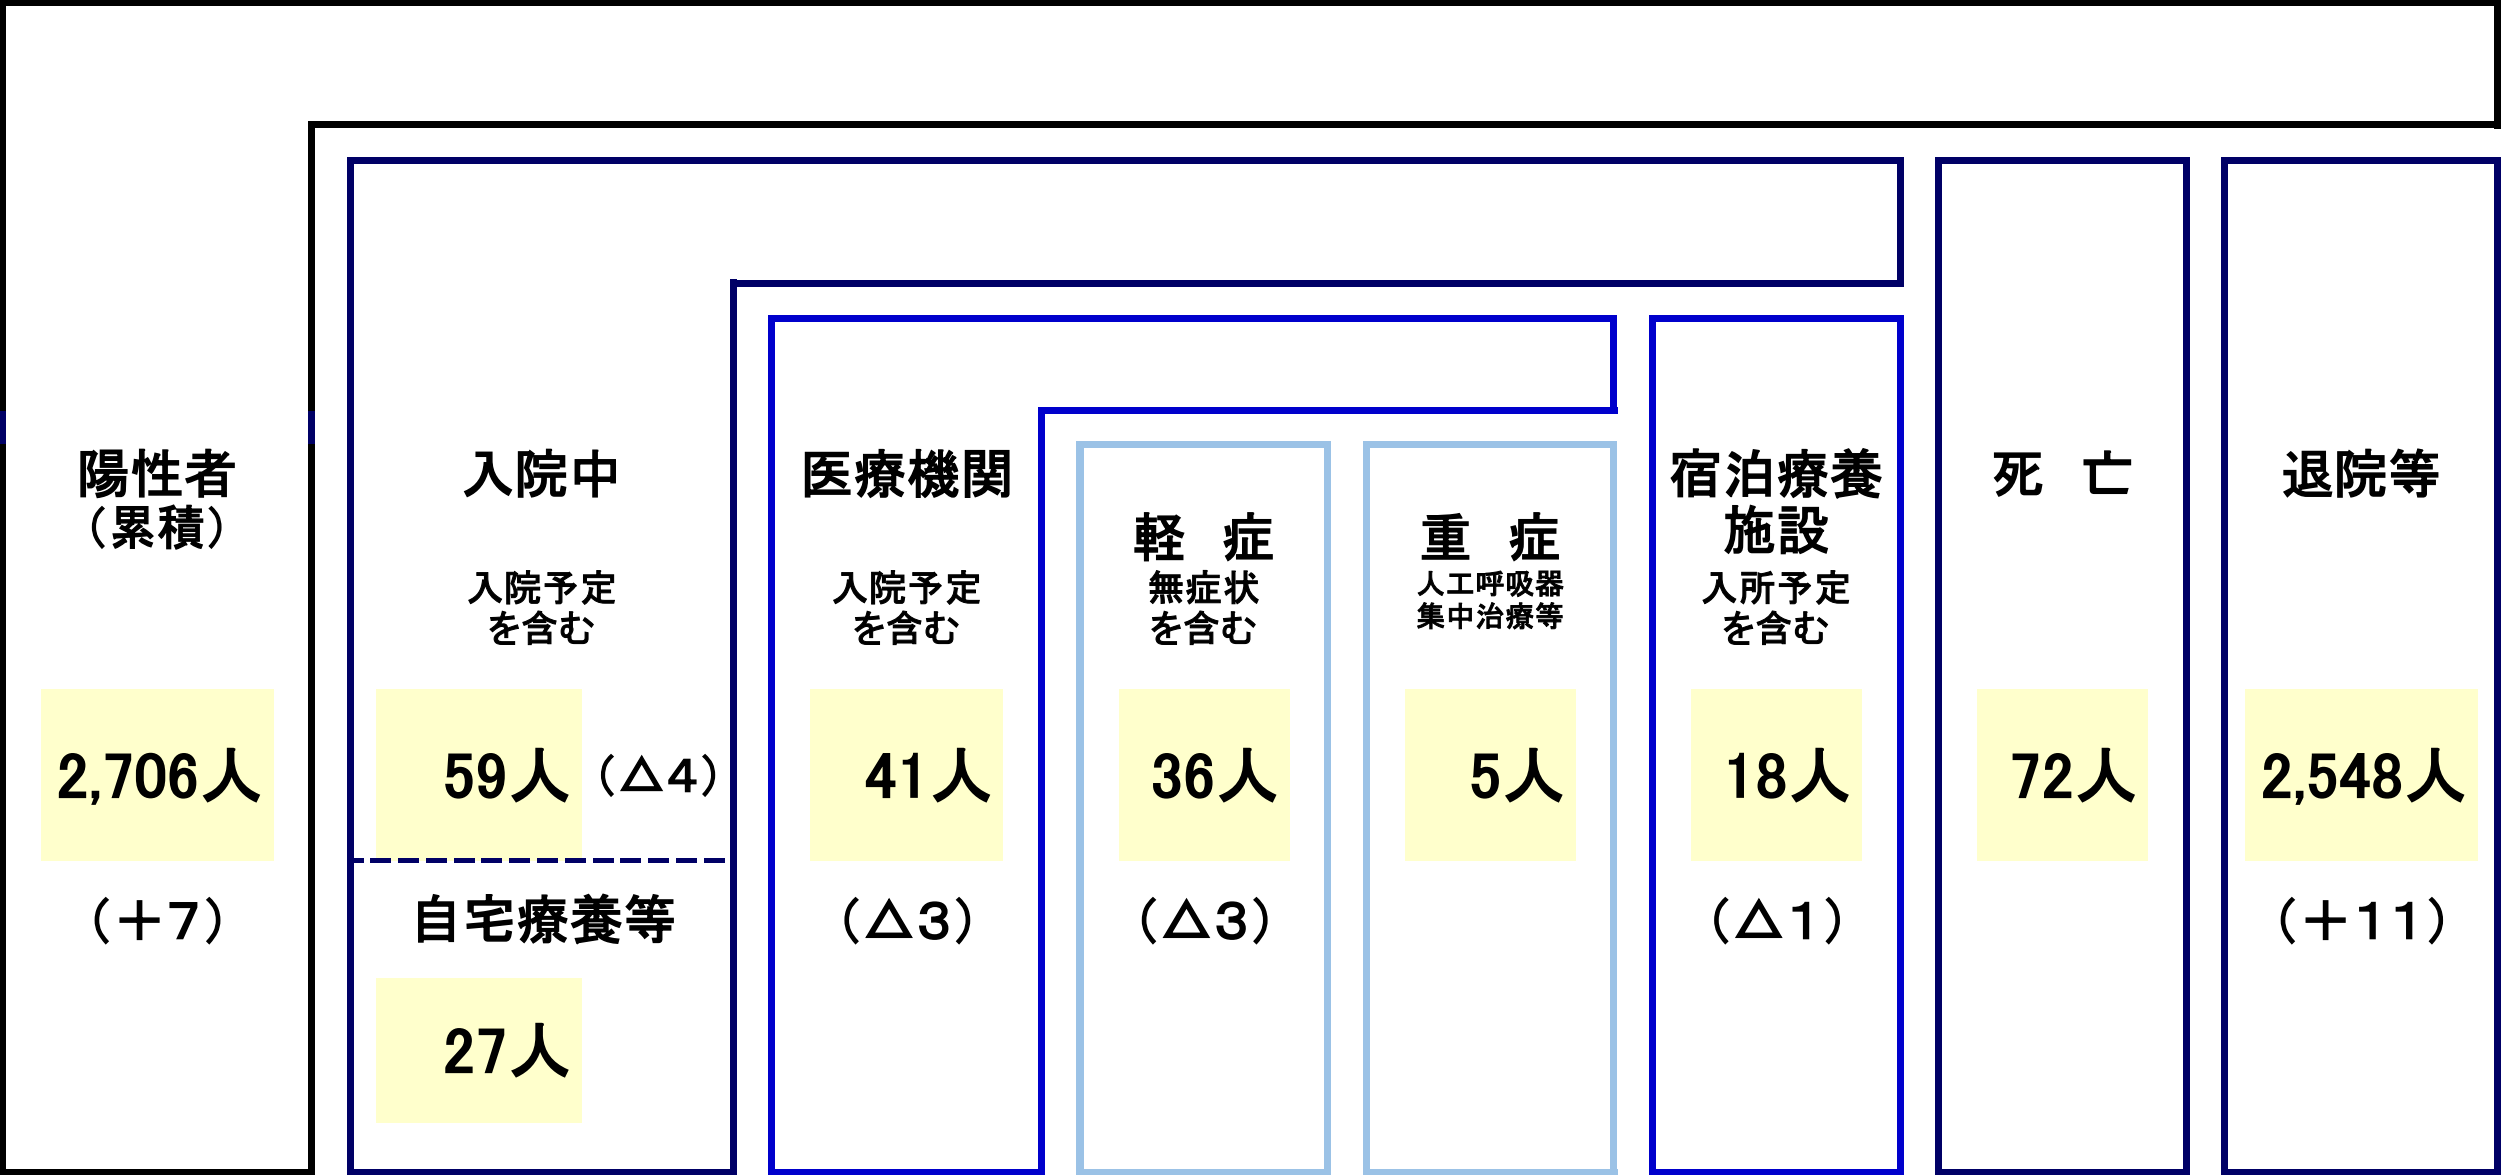 陽性者
（累積）
2,706人
（＋7）
入院中
入院予定
を含む
59人（△4）
自宅療養等
27人
医療機関
入院予定
を含む
41人
（△3）
軽　症
無症状
を含む
36人
（△3）
重　症
人工呼吸器
集中治療等
5人
宿泊療養
施設
入所予定
を含む
18人
（△1）
死　亡
72人
退院等
2,548人
（＋11）